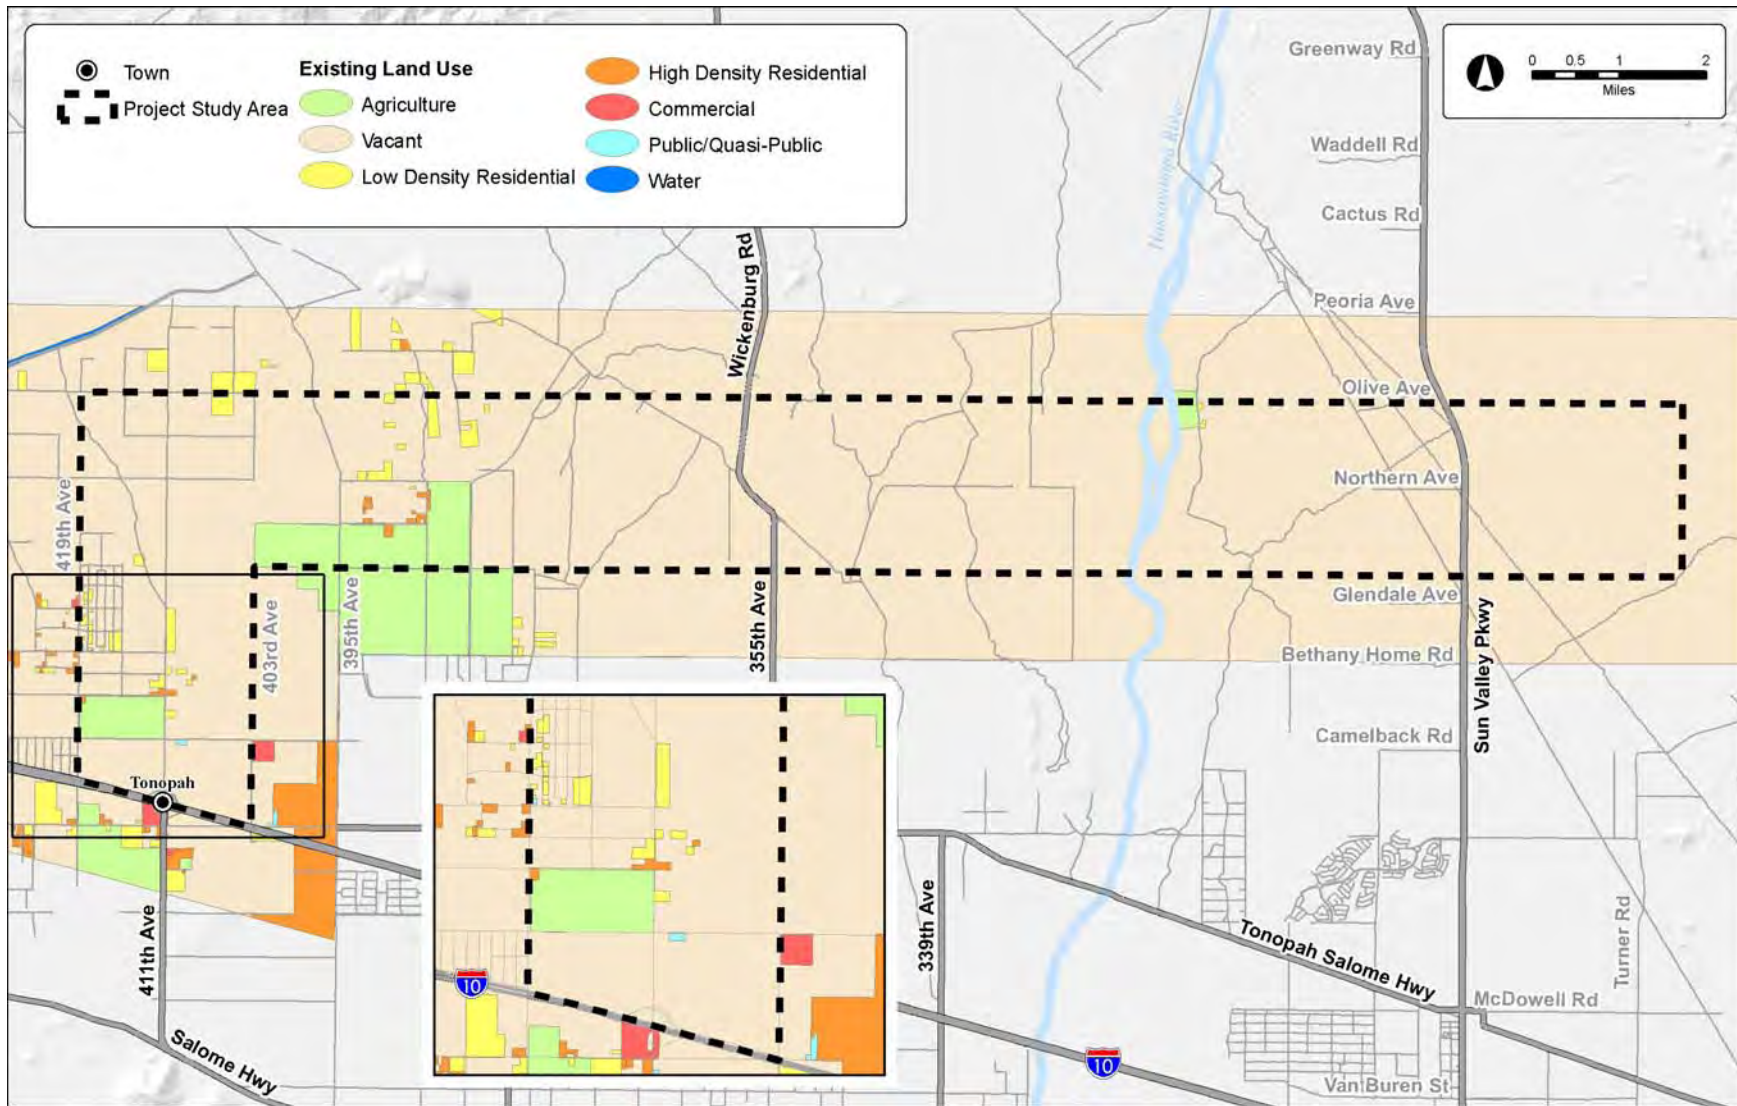 Town
Project Study Area
Existing Land Use
Agriculture
Vacant
Low Density Residential
High Density Residential
Commercial
Public/Quasi-Public
Water
0 0.5 1 2
Miles
Greenway Rd
Waddell Rd
Cactus Rd
Peoria Ave
Olive Ave
Northern Ave
Glendale Ave
Bethany Home Rd
Camelback Rd
Hassayampa River
Wickenburg Rd
419th Ave
403rd Ave
395th Ave
355th Ave
Sun Valley Pkwy
Tonopah
411th Ave
Salome Hwy
10
339th Ave
Tonopah Salome Hwy
Turner Rd
McDowell Rd
10
Van Buren St